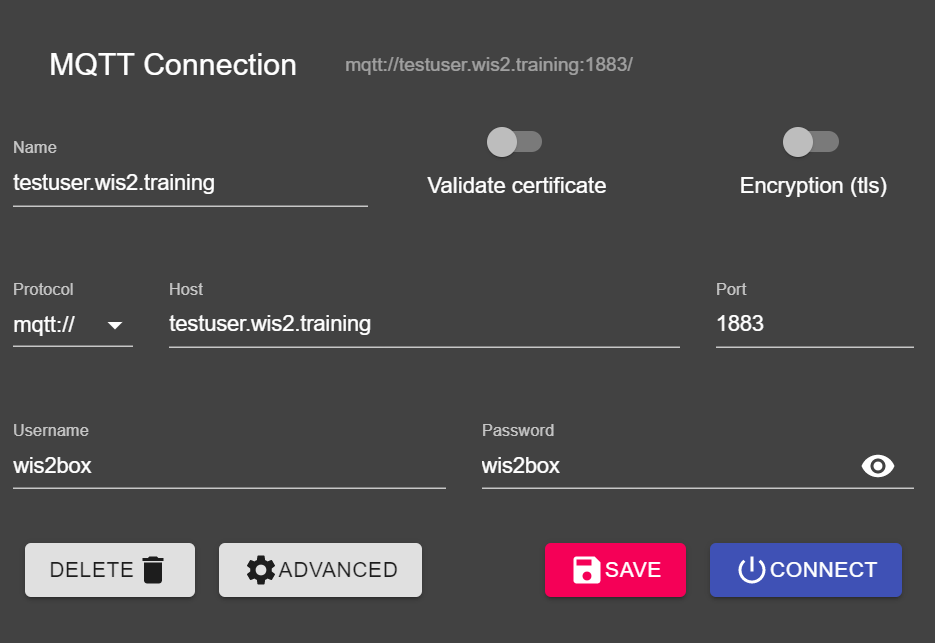 MQTT Connection mqtt://testuser.wis2.training:1883/
Name
testuser.wis2.training
Validate certificate
Encryption (tls)
Protocol
mqtt://
Host
testuser.wis2.training
Port
1883
Username
wis2box
Password
wis2box
DELETE
ADVANCED
SAVE
CONNECT